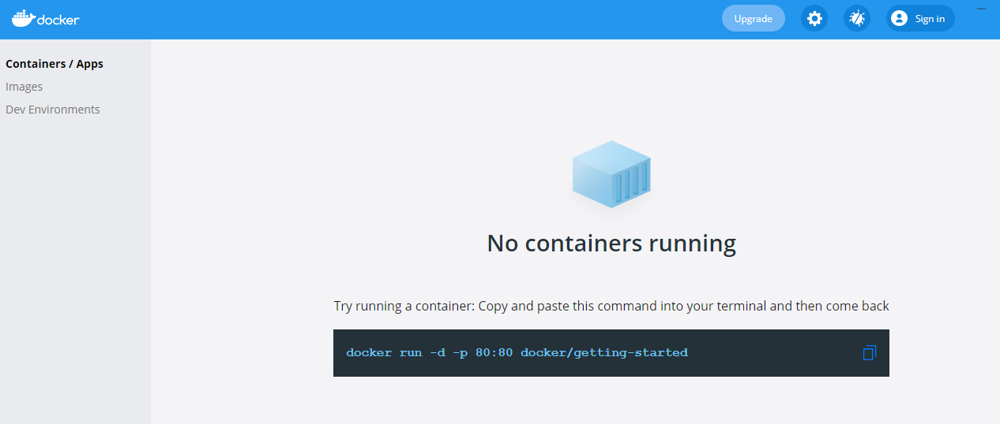 docker
Upgrade
Sign in
Containers / Apps
Images
Dev Environments
No containers running
Try running a container: Copy and paste this command into your terminal and then come back
docker run -d -p 80:80 docker/getting-started